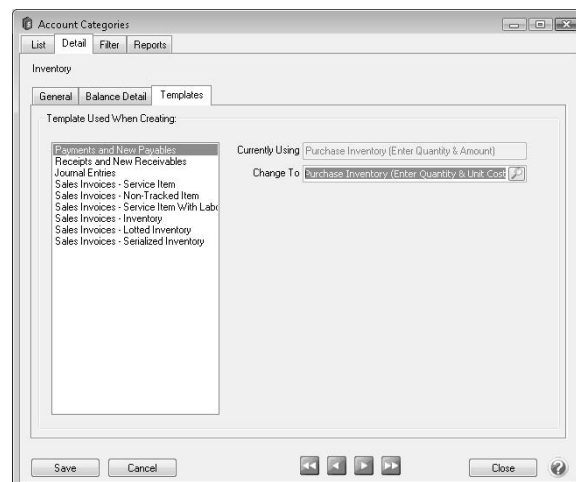 Account Categories
List Detail Filter Reports
Inventory
General Balance Detail Templates
Template Used When Creating:
Payments and New Payables
Receipts and New Receivables
Journal Entries
Sales Invoices - Service Item
Sales Invoices - Non-Tracked Item
Sales Invoices - Service Item With Labo
Sales Invoices - Inventory
Sales Invoices - Lotted Inventory
Sales Invoices - Serialized Inventory
Currently Using Purchase Inventory (Enter Quantity & Amount)
Change To Purchase Inventory (Enter Quantity & Unit Cost
Save Cancel Close ?